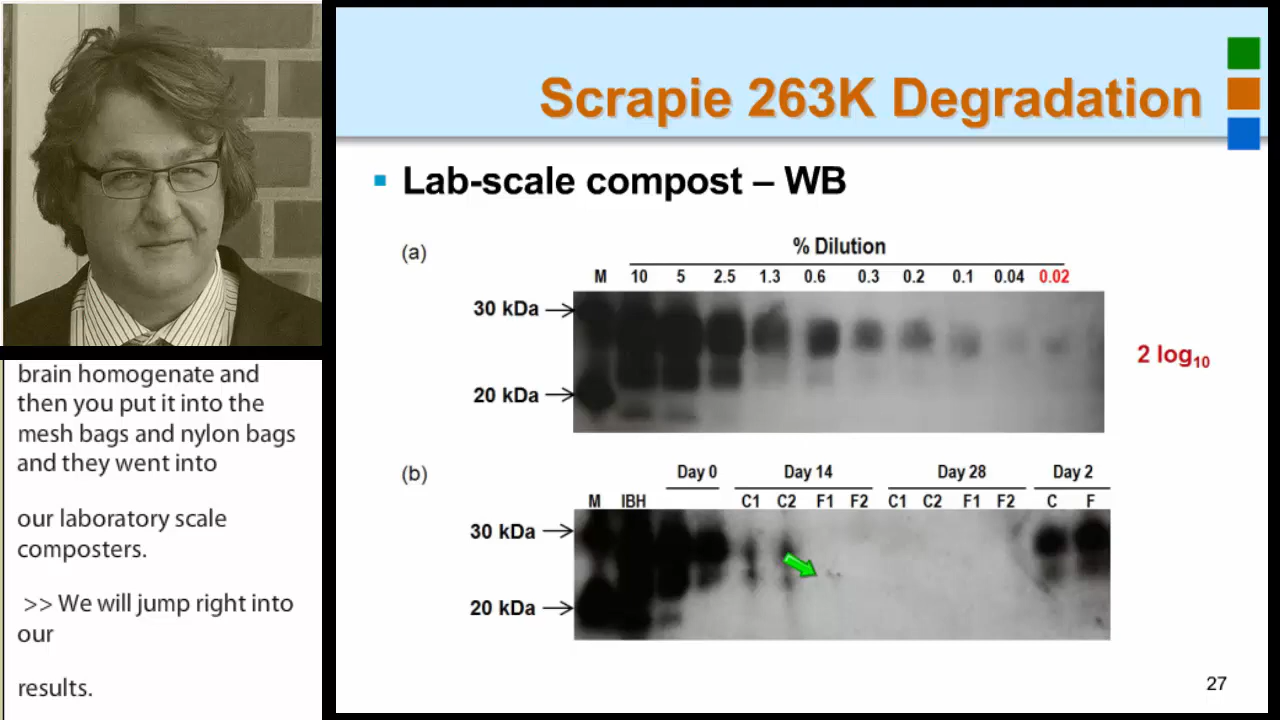 Scrapie 263K Degradation
Lab-scale compost – WB
(a)
% Dilution
M 10 5 2.5 1.3 0.6 0.3 0.2 0.1 0.04 0.02
30 kDa
20 kDa
2 log10
(b)
Day 0 Day 14 Day 28 Day 2
M IBH C1 C2 F1 F2 C1 C2 F1 F2 C F
30 kDa
20 kDa
27
brain homogenate and
then you put it into the
mesh bags and nylon bags
and they went into
our laboratory scale
composters.
>> We will jump right into
our
results.